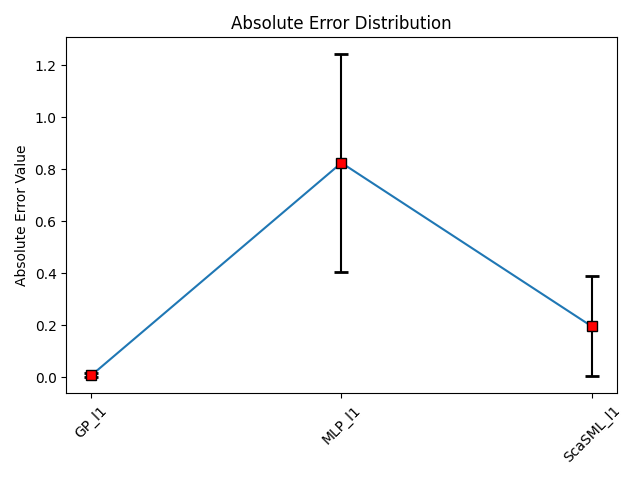 Absolute Error Distribution
Absolute Error Value
1.2
1.0
0.8
0.6
0.4
0.2
0.0
GP_l1
MLP_l1
ScaSML_l1